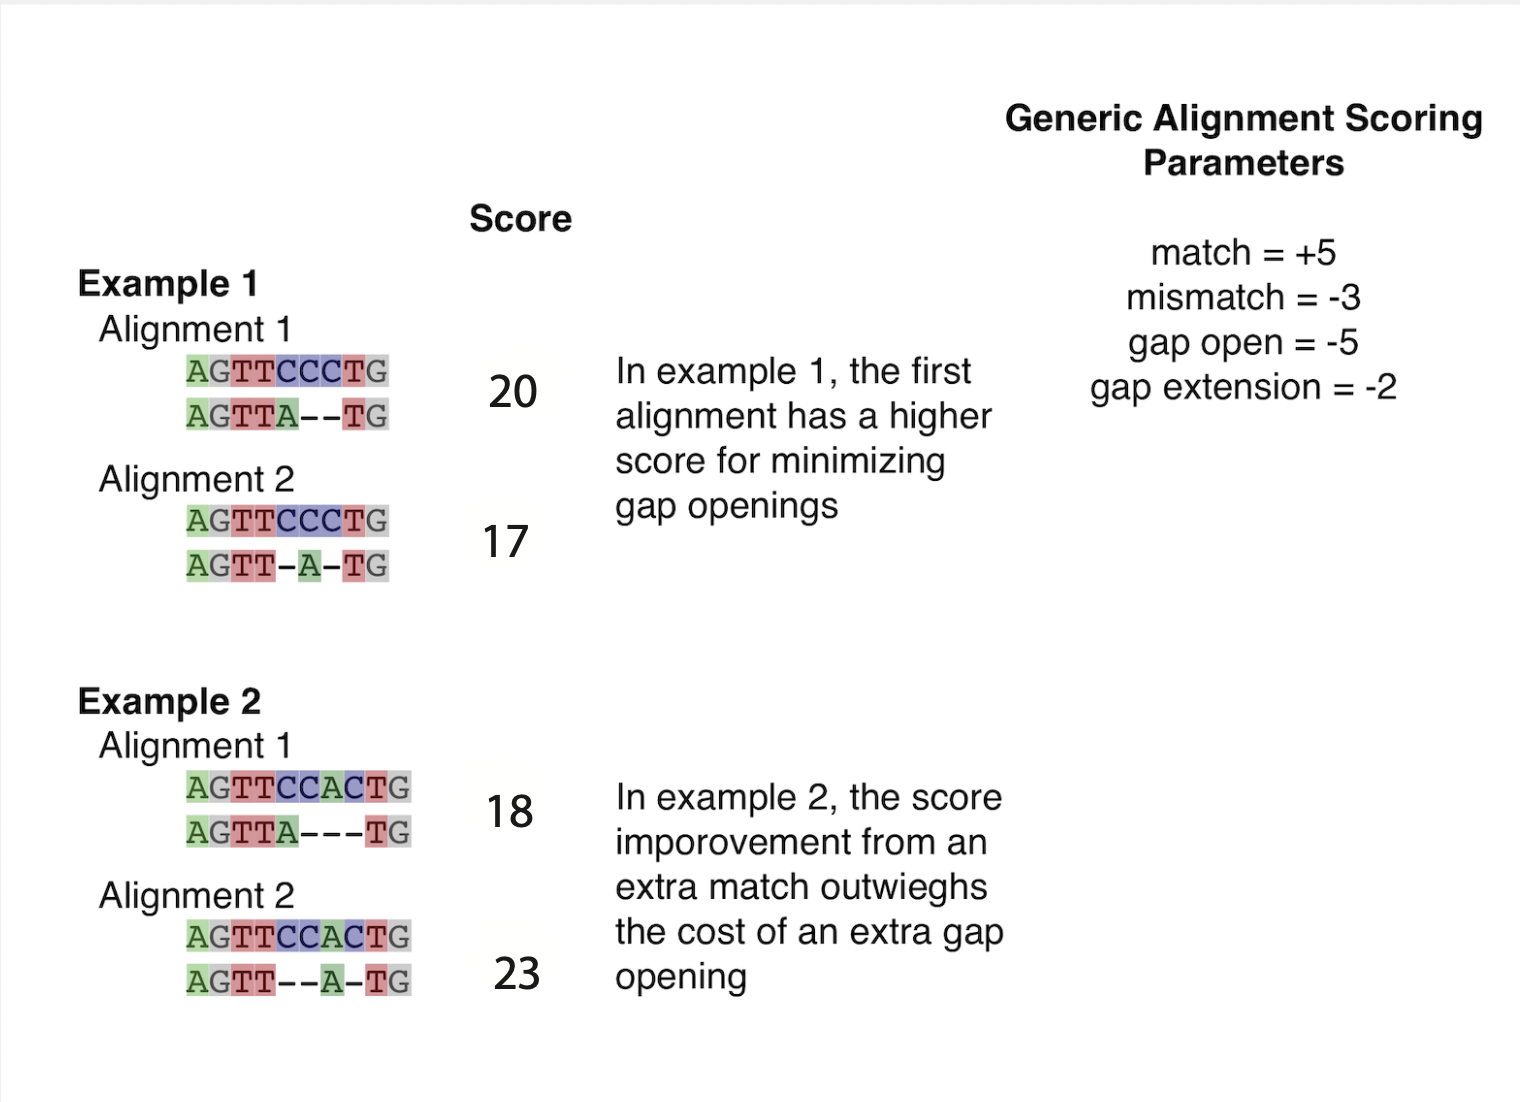 Generic Alignment Scoring
Parameters
match = +5
mismatch = -3
gap open = -5
gap extension = -2
Score
Example 1
Alignment 1
AGTTCCCTG
AGTTA--TG
20
Alignment 2
AGTTCCCTG
AGTT-A-TG
17
In example 1, the first
alignment has a higher
score for minimizing
gap openings
Example 2
Alignment 1
AGTTCCACTG
AGTTA---TG
18
Alignment 2
AGTTCCACTG
AGTT--A-TG
23
In example 2, the score
imporovement from an
extra match outwieghs
the cost of an extra gap
opening